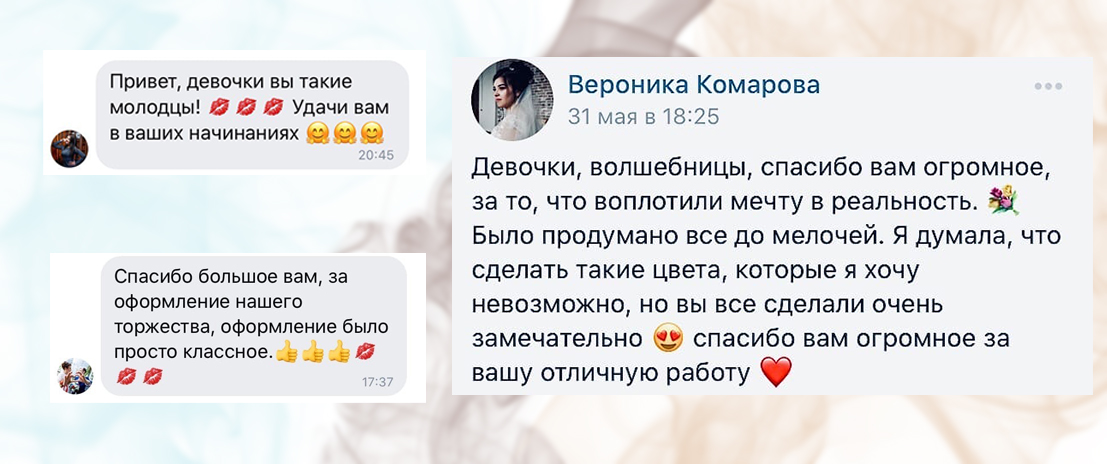 Привет, девочки вы такие
молодцы! 💋 💋 💋 Удачи вам
в ваших начинаниях 🤗🤗🤗
20:45
Спасибо большое вам, за
оформление нашего
торжества, оформление было
просто классное.👍👍👍💋
💋 💋
17:37
Вероника Комарова
31 мая в 18:25
Девочки, волшебницы, спасибо вам огромное,
за то, что воплотили мечту в реальность. 💐
Было продумано все до мелочей. Я думала, что
сделать такие цвета, которые я хочу
невозможно, но вы все сделали очень
замечательно 😍 спасибо вам огромное за
вашу отличную работу ❤️